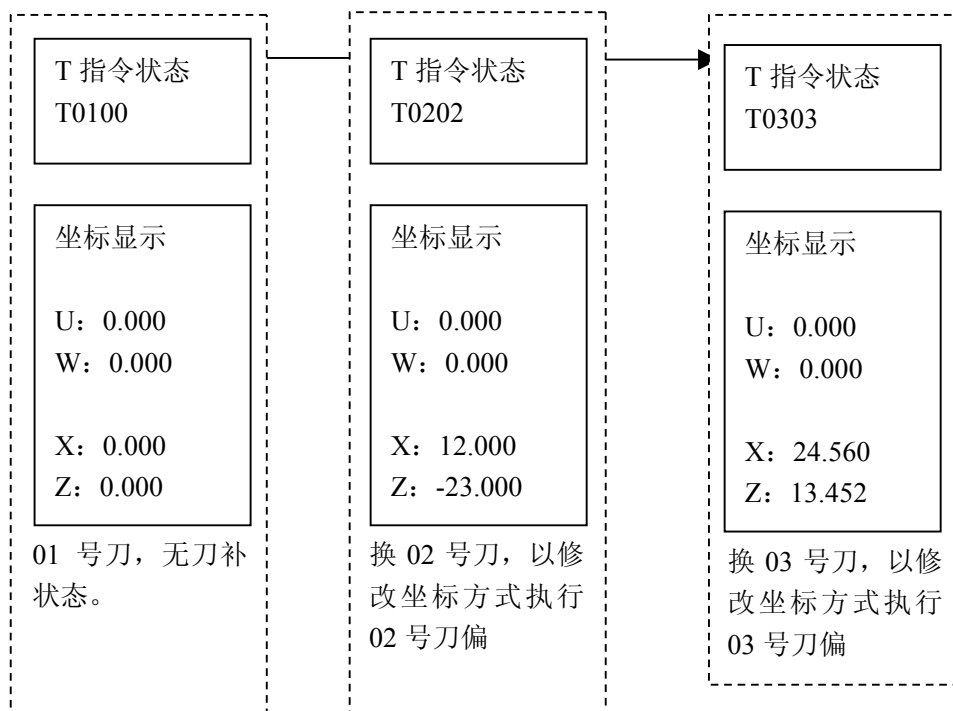 T 指令状态
T0100
坐标显示
U：0.000
W：0.000
X：0.000
Z：0.000
01 号刀，无刀补
状态。
T 指令状态
T0202
坐标显示
U：0.000
W：0.000
X：12.000
Z：-23.000
换 02 号刀，以修
改坐标方式执行
02 号刀偏
T 指令状态
T0303
坐标显示
U：0.000
W：0.000
X：24.560
Z：13.452
换 03 号刀，以修
改坐标方式执行
03 号刀偏